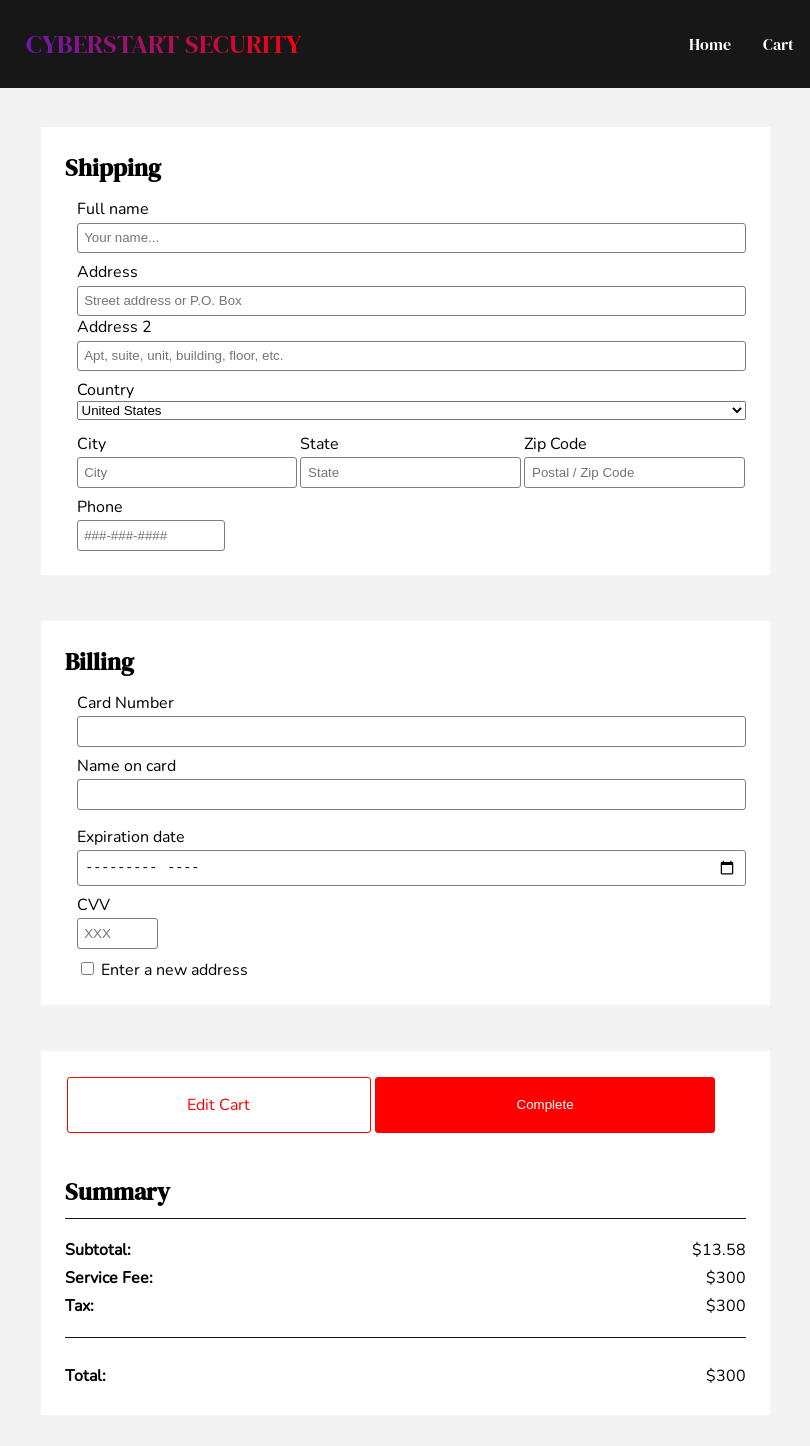 CYBERSTART SECURITY Home Cart
Shipping
Full name
Your name...
Address
Street address or P.O. Box
Address 2
Apt, suite, unit, building, floor, etc.
Country
United States
City State Zip Code
City State Postal / Zip Code
Phone
###-###-####
Billing
Card Number
Name on card
Expiration date
--------- ----
CVV
XXX
Enter a new address
Edit Cart Complete
Summary
Subtotal: $13.58
Service Fee: $300
Tax: $300
Total: $300